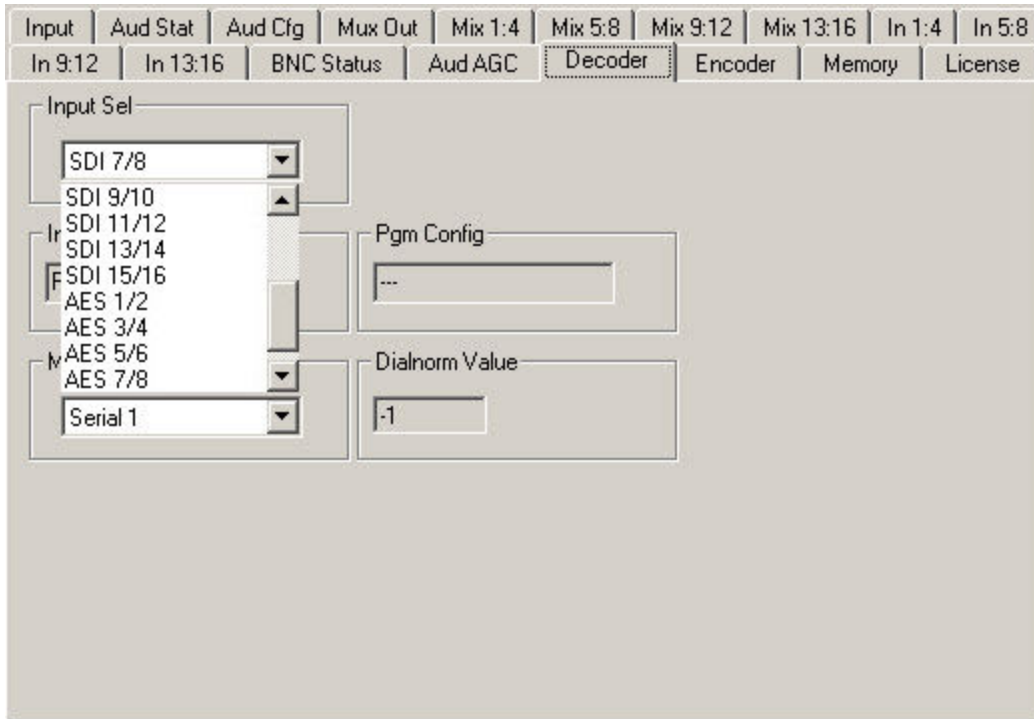 Input Aud Stat Aud Cfg Mux Out Mix 1:4 Mix 5:8 Mix 9:12 Mix 13:16 In 1:4 In 5:8
In 9:12 In 13:16 BNC Status Aud AGC Decoder Encoder Memory License
Input Sel
SDI 7/8
SDI 9/10
SDI 11/12
SDI 13/14
SDI 15/16
AES 1/2
AES 3/4
AES 5/6
AES 7/8
Serial 1
Pgm Config
---
Dialnorm Value
-1